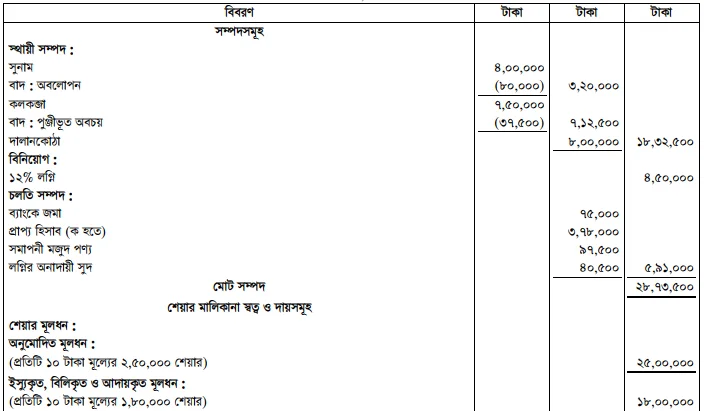 বিবরণ টাকা টাকা টাকা
সম্পদসমূহ
স্থায়ী সম্পদ :
সুনাম ৪,০০,০০০
বাদ : অবলোপন (৮০,০০০) ৩,২০,০০০
কলকব্জা ৭,৫০,০০০
বাদ : পুঞ্জীভূত অবচয় (৩৭,৫০০) ৭,১২,৫০০
দালানকোঠা ৮,০০,০০০ ১৮,৩২,৫০০
বিনিয়োগ :
১২% লগ্নি ৪,৫০,০০০
চলতি সম্পদ :
ব্যাংকে জমা ৭৫,০০০
প্রাপ্য হিসাব (ক হতে) ৩,৭৮,০০০
সমাপনী মজুদ পণ্য ৯৭,৫০০
লগ্নির অনাদায়ী সুদ ৪০,৫০০ ৫,৯১,০০০
মোট সম্পদ ২৮,৭৩,৫০০
শেয়ার মালিকানা স্বত্ব ও দায়সমূহ
শেয়ার মূলধন :
অনুমোদিত মূলধন :
(প্রতিটি ১০ টাকা মূল্যের ২,৫০,০০০ শেয়ার) ২৫,০০,০০০
ইস্যুকৃত, বিলিকৃত ও আদায়কৃত মূলধন :
(প্রতিটি ১০ টাকা মূল্যের ১,৮০,০০০ শেয়ার) ১৮,০০,০০০